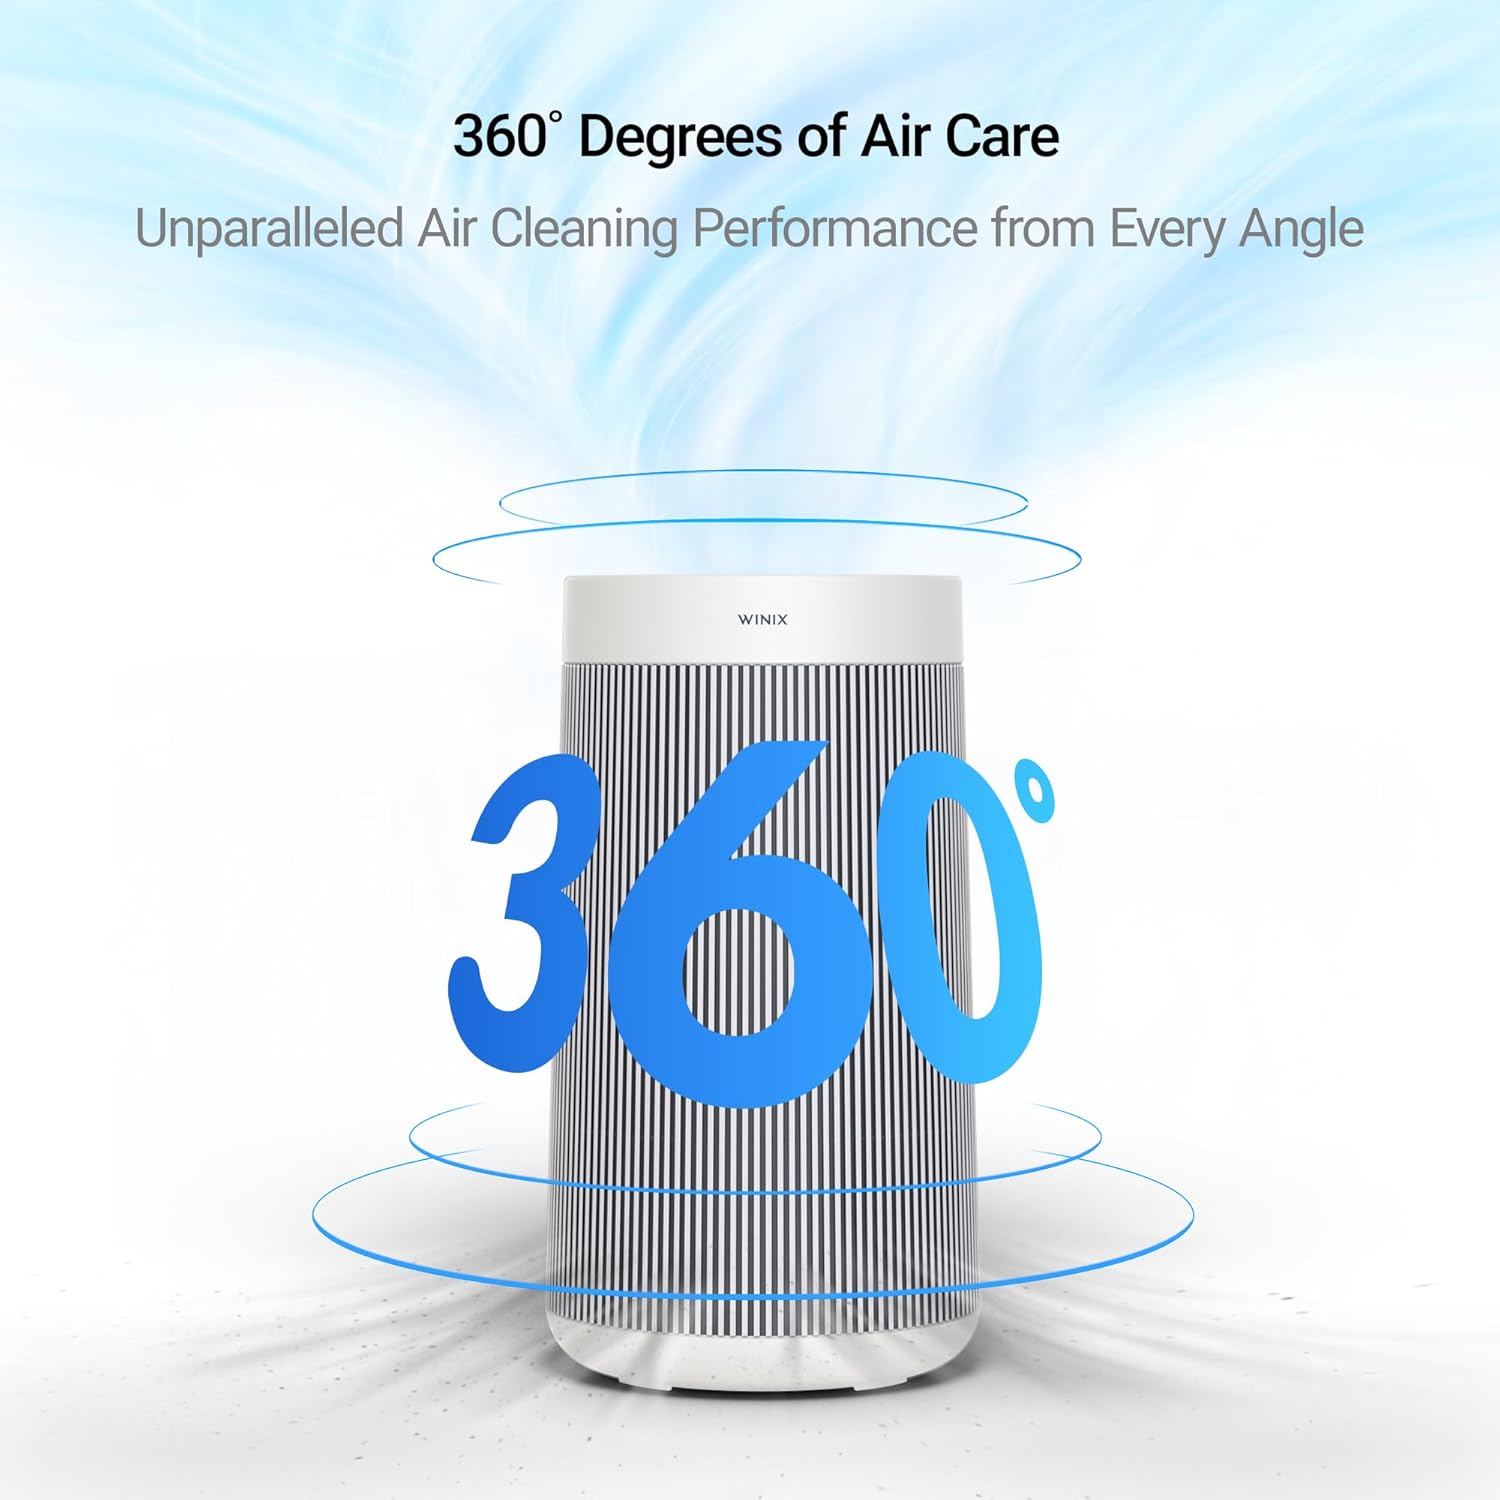 360° Degrees of Air Care
Unparalleled Air Cleaning Performance from Every Angle
WINIX
360°